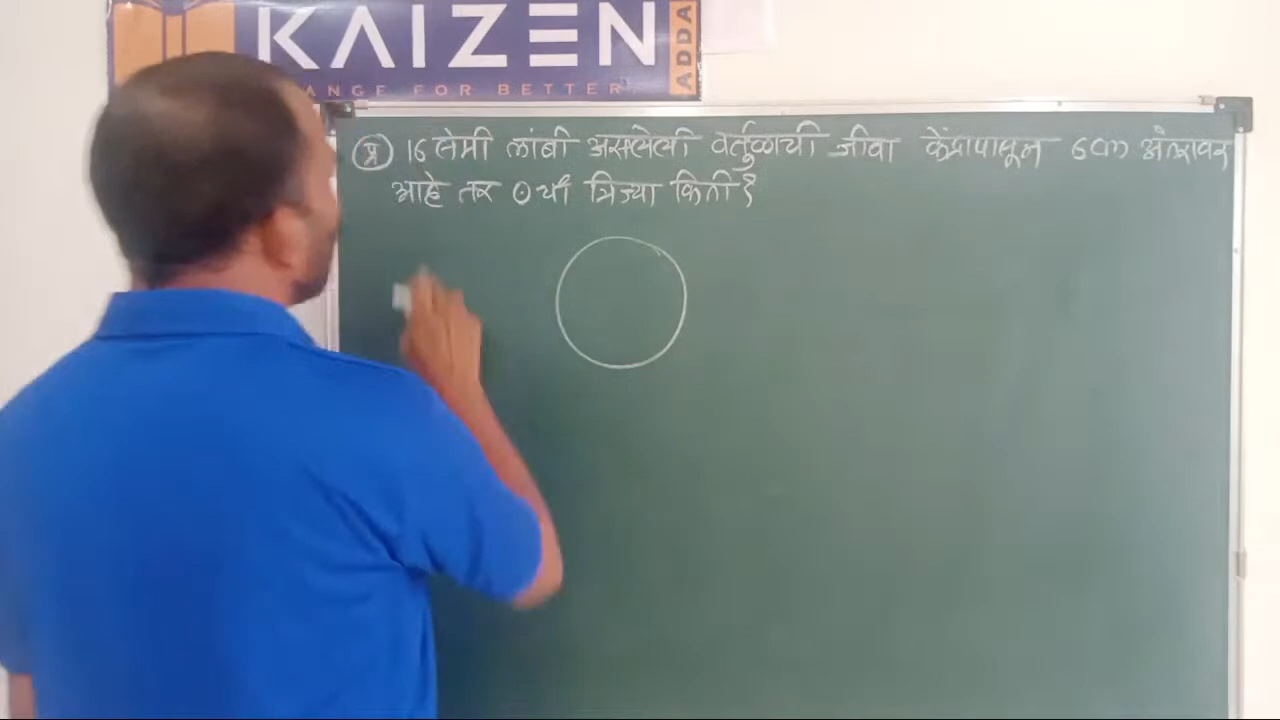 KAIZEN ADDA
ANGE FOR BETTER
प्र 16 सेमी लांबी असलेली वर्तुळाची जीवा केंद्रापासून 6cm अंतरावर
आहे तर ⊙ची त्रिज्या किती?